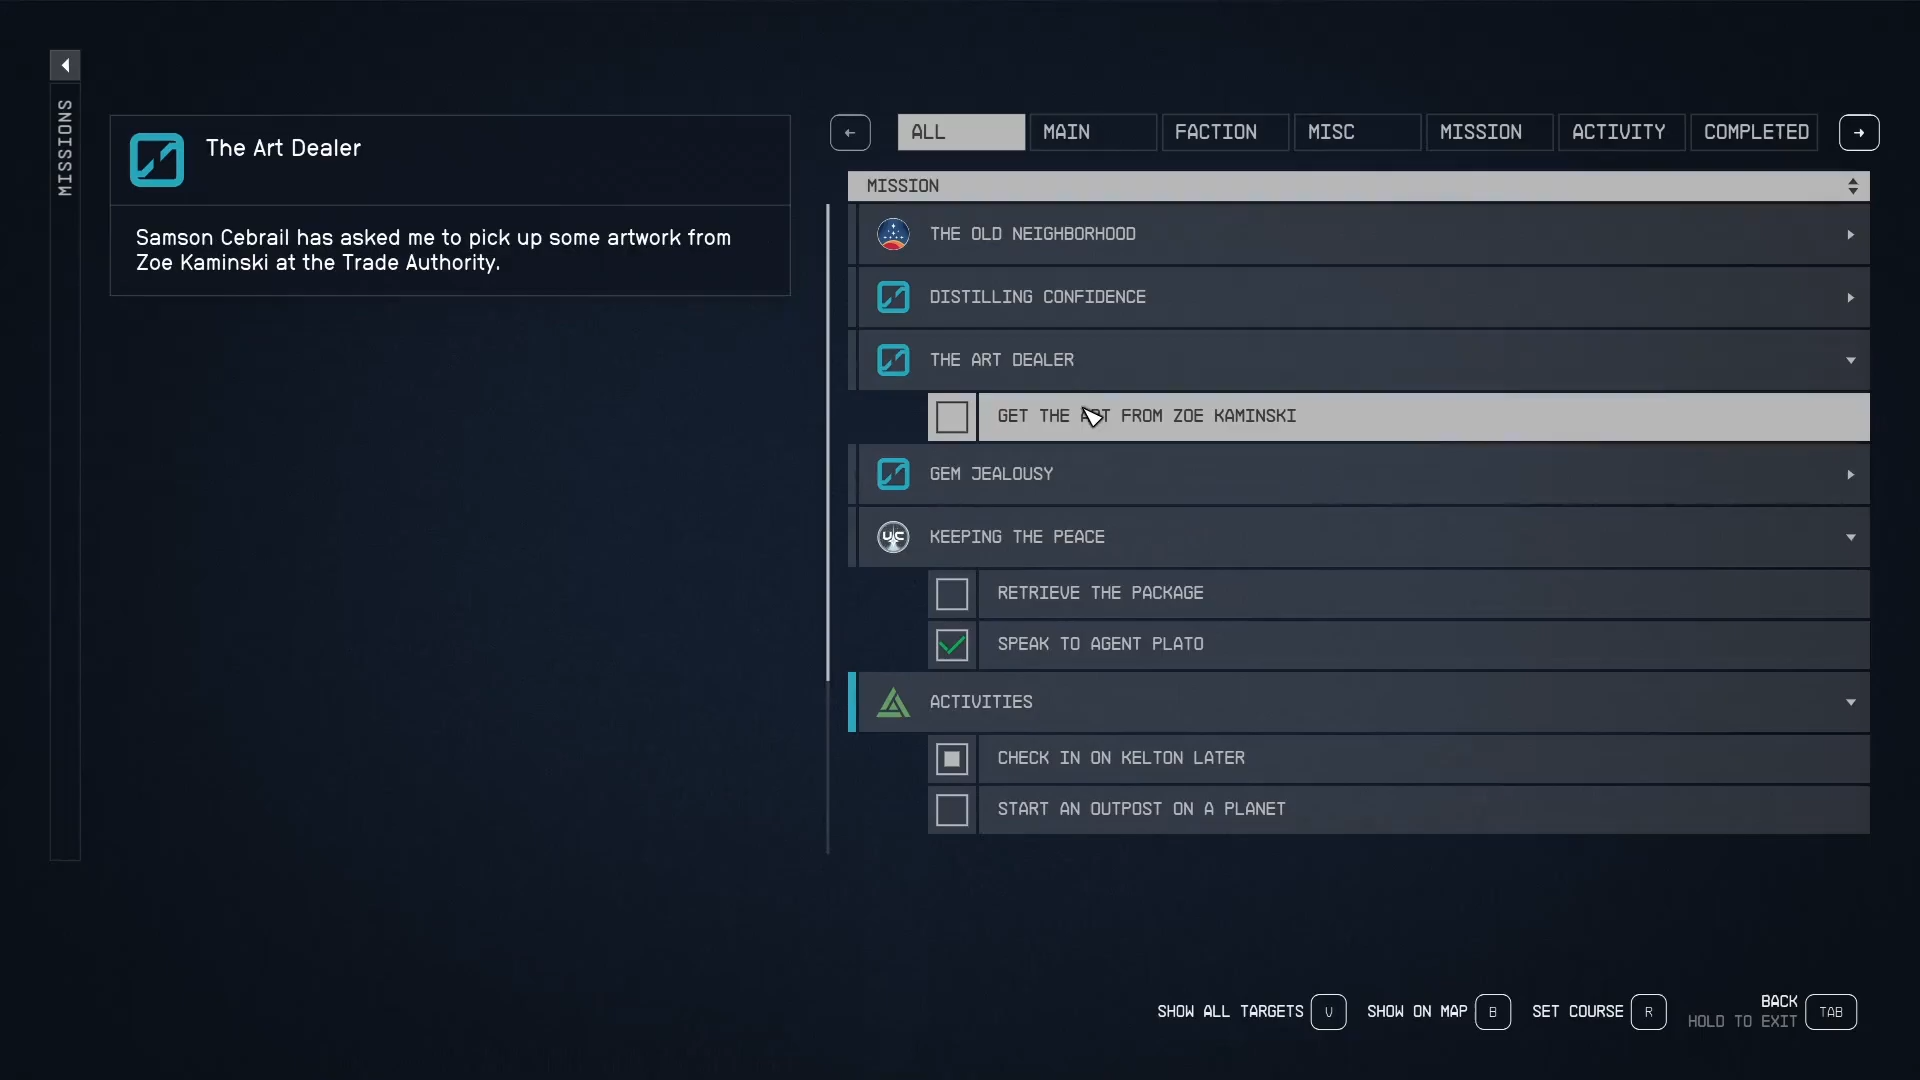 MISSIONS
The Art Dealer
Samson Cebrail has asked me to pick up some artwork from
Zoe Kaminski at the Trade Authority.
ALL
MAIN
FACTION
MISC
MISSION
ACTIVITY
COMPLETED
MISSION
THE OLD NEIGHBORHOOD
DISTILLING CONFIDENCE
THE ART DEALER
GET THE ART FROM ZOE KAMINSKI
GEM JEALOUSY
UC
KEEPING THE PEACE
RETRIEVE THE PACKAGE
SPEAK TO AGENT PLATO
ACTIVITIES
CHECK IN ON KELTON LATER
START AN OUTPOST ON A PLANET
SHOW ALL TARGETS V
SHOW ON MAP B
SET COURSE R
BACK
HOLD TO EXIT
TAB